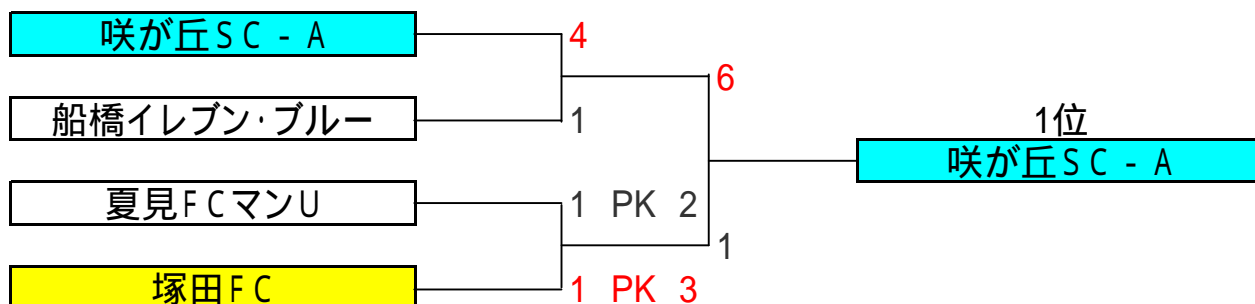 咲が丘SC - A 4
6
船橋イレブン・ブルー 1
1位
咲が丘SC - A
夏見FCマンU 1 PK 2
1
塚田FC 1 PK 3